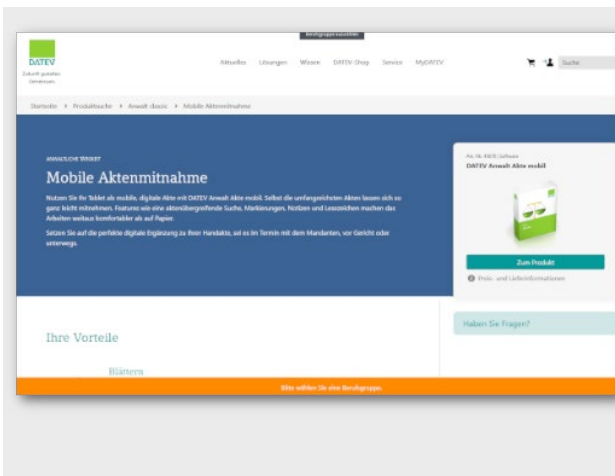 Berufsgruppe auswählen
DATEV
Zukunft gestalten.
Gemeinsam.
Aktuelles Lösungen Wissen DATEV-Shop Service MyDATEV
Suche
Startseite Produktsuche Anwalt classic Mobile Aktenmitnahme
ANWALTLICHE TÄTIGKEIT
Mobile Aktenmitnahme
Nutzen Sie Ihr Tablet als mobile, digitale Akte mit DATEV Anwalt Akte mobil. Selbst die umfangreichsten Akten lassen sich so
ganz leicht mitnehmen. Features wie eine aktenübergreifende Suche, Markierungen, Notizen und Lesezeichen machen das
Arbeiten weitaus komfortabler als auf Papier.
Setzen Sie auf die perfekte digitale Ergänzung zu Ihrer Handakte, sei es im Termin mit dem Mandanten, vor Gericht oder
unterwegs.
Software
DATEV Anwalt Akte mobil
Zum Produkt
Preis- und Lieferinformationen
Haben Sie Fragen?
Ihre Vorteile
Blättern
Bitte wählen Sie eine Berufsgruppe.